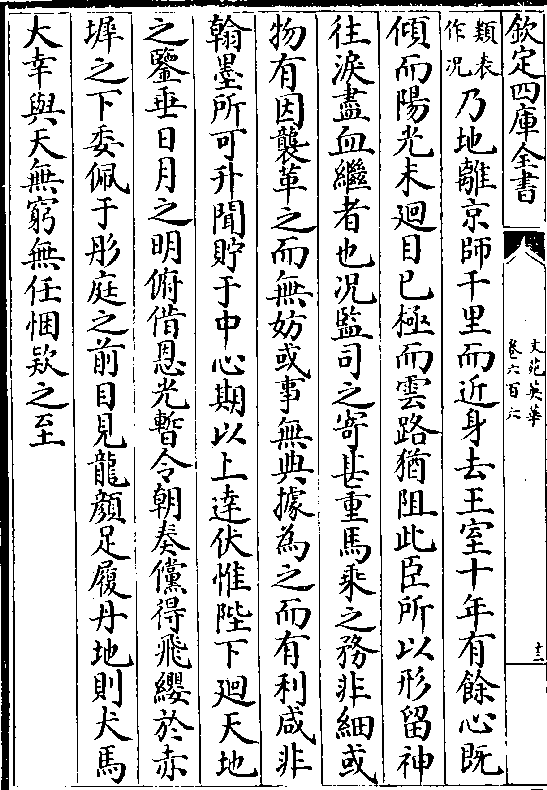 欽定四庫全書
文苑英華
卷六百六
十二
類表
作况
乃地離京師千里而近身去王室十年有餘心既
傾而陽光未廻目已極而雲路猶阻此臣所以形留神
往淚盡血繼者也况監司之寄甚重馬乘之務非細或
物有因襲革之而無妨或事無典據為之而有利咸非
翰墨所可升聞貯于中心期以上達伏惟陛下廻天地
之鑒垂日月之明俯借恩光暫令朝奏儻得飛纓於赤
墀之下委佩于彤庭之前目見龍顔足履丹地則犬馬
大幸與天無窮無任悃欵之至